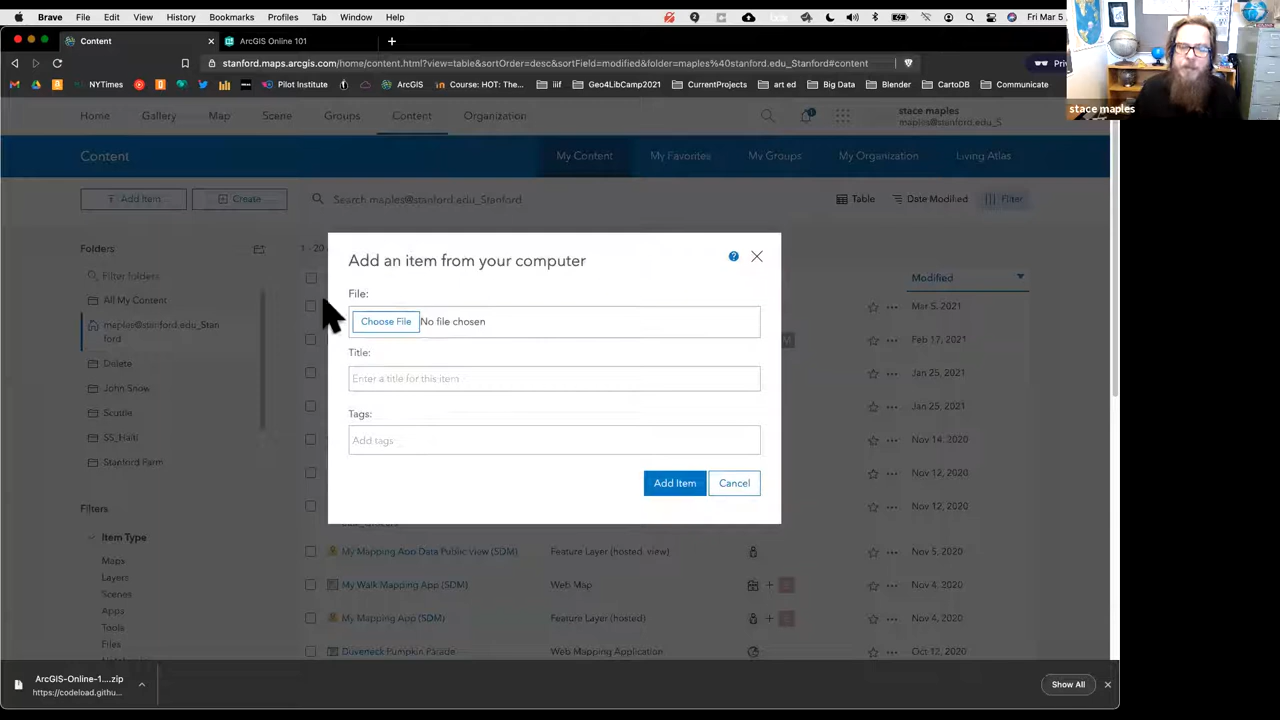 Brave File Edit View History Bookmarks Profiles Tab Window Help
Fri Mar 5
Content
ArcGIS Online 101
stanford.maps.arcgis.com/home/content.html?view=table&sortOrder=desc&sortField=modified&folder=maples%40stanford.edu_Stanford#content
NYTimes Pilot Institute ArcGIS Course: HOT: The... iiif Geo4LibCamp2021 CurrentProjects art ed Big Data Blender CartoDB Communicate
stace maples
Home Gallery Map Scene Groups Content Organization
stace maples
maples@stanford.edu_S
Content My Content My Favorites My Groups My Organization Living Atlas
Add Item Create Search maples@stanford.edu_Stanford Table Date Modified Filter
Folders
Filter folders
All My Content
maples@stanford.edu_Stan
ford
John Snow
SS_Haiti
Stanford Farm
Filters
Item Type
Maps
Layers
Scenes
Apps
Tools
Files
1 - 20
Add an item from your computer
File:
Choose File No file chosen
Title:
Enter a title for this item
Tags:
Add tags
Add Item Cancel
Modified
Mar 5, 2021
Feb 17, 2021
Jan 25, 2021
Jan 25, 2021
Nov 14, 2020
Nov 12, 2020
Nov 12, 2020
My Mapping App Data Public view (SDM) Feature Layer (hosted, view) Nov 5, 2020
My Walk Mapping App (SDM) Web Map Nov 4, 2020
My Mapping App (SDM) Feature Layer (hosted) Nov 4, 2020
Duveneck Pumpkin Parade Web Mapping Application Oct 12, 2020
ArcGIS-Online-1....zip
https://codeload.githu...
Show All